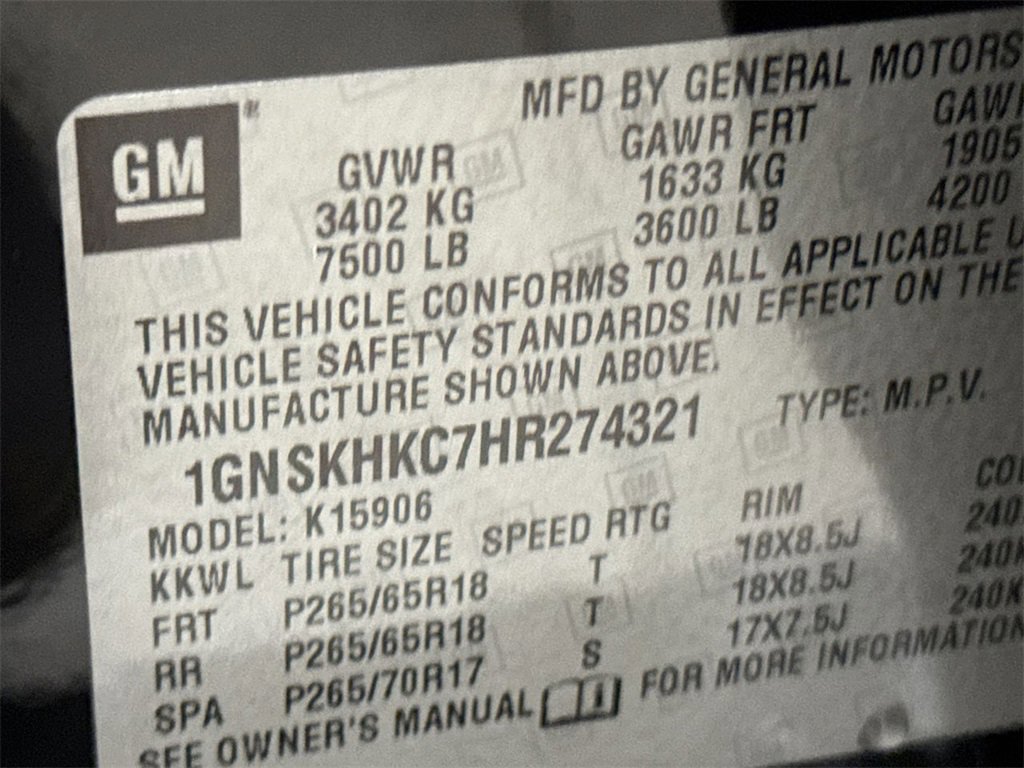 MFD BY GENERAL MOTORS
GM
GVWR GAWR FRT
3402 KG 1633 KG 1905
7500 LB 3600 LB 4200
THIS VEHICLE CONFORMS TO ALL APPLICABLE
VEHICLE SAFETY STANDARDS IN EFFECT ON THE
MANUFACTURE SHOWN ABOVE.
1GNSKHKC7HR274321 TYPE: M.P.V.
MODEL: K15906
KKWL TIRE SIZE SPEED RTG RIM
FRT P265/65R18 T 18X8.5J 240
RR P265/65R18 T 18X8.5J 240K
SPA P265/70R17 S 17X7.5J 240K
SEE OWNER'S MANUAL FOR MORE INFORMATION